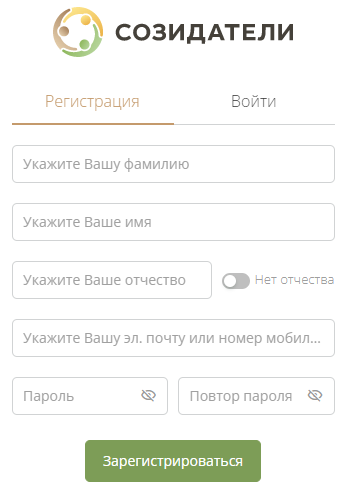 СОЗИДАТЕЛИ
Регистрация Войти
Укажите Вашу фамилию
Укажите Ваше имя
Укажите Ваше отчество Нет отчества
Укажите Вашу эл. почту или номер мобил...
Пароль Повтор пароля
Зарегистрироваться